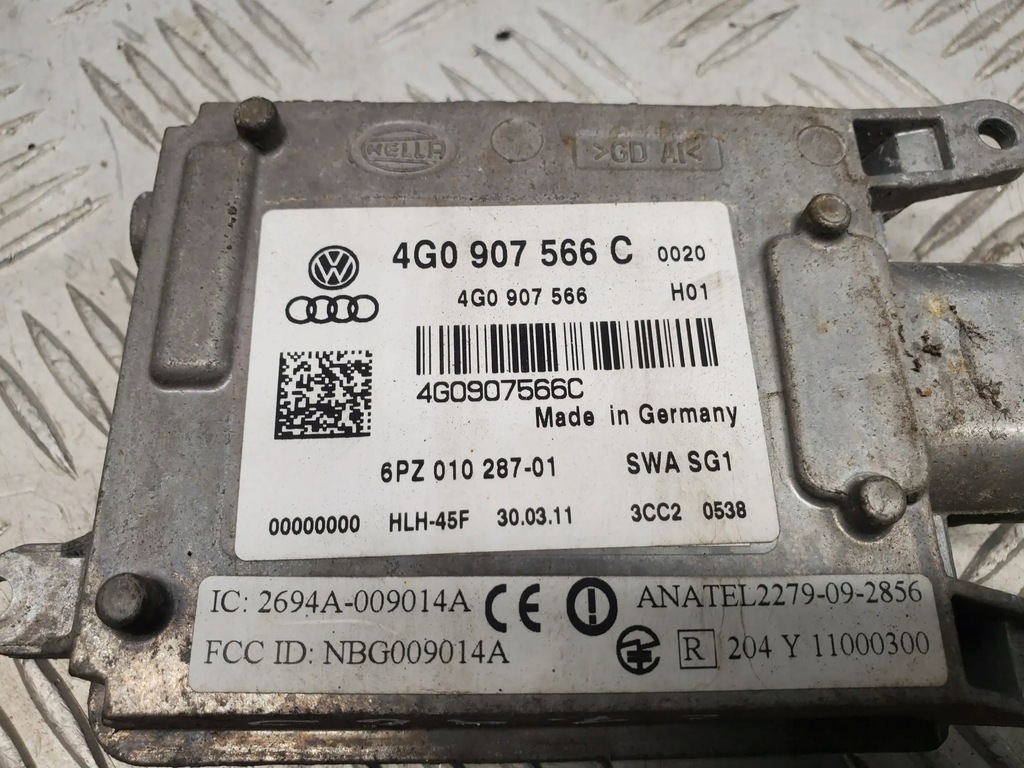 HELLA
>GD Al<
4G0 907 566 C 0020
4G0 907 566 H01
4G0907566C
Made in Germany
6PZ 010 287-01 SWA SG1
00000000 HLH-45F 30.03.11 3CC2 0538
IC: 2694A-009014A CE ANATEL2279-09-2856
FCC ID: NBG009014A R 204 Y 11000300